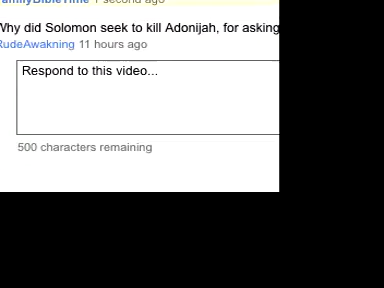 FamilyBibleTime 1 second ago
Why did Solomon seek to kill Adonijah, for asking
RudeAwakning 11 hours ago
Respond to this video...
500 characters remaining